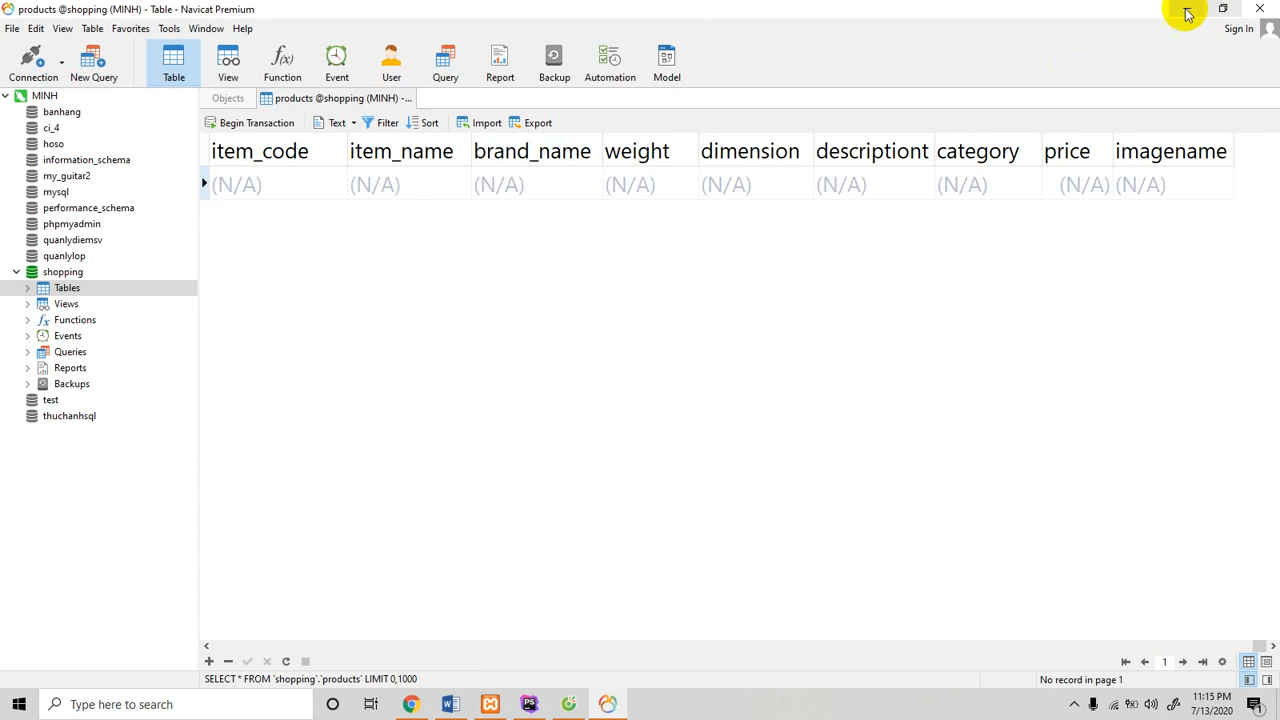 products @shopping (MINH) - Table - Navicat Premium
File Edit View Table Favorites Tools Window Help
Sign In
Connection New Query Table View Function Event User Query Report Backup Automation Model
MINH
banhang
ci_4
hoso
information_schema
my_guitar2
mysql
performance_schema
phpmyadmin
quanlydiemsv
quanlylop
shopping
Tables
Views
Functions
Events
Queries
Reports
Backups
test
thuchanhsql
Objects products @shopping (MINH) -...
Begin Transaction Text Filter Sort Import Export
item_code item_name brand_name weight dimension descriptiont category price imagename
(N/A) (N/A) (N/A) (N/A) (N/A) (N/A) (N/A) (N/A) (N/A)
1
SELECT * FROM `shopping`.`products` LIMIT 0,1000
No record in page 1
Type here to search
11:15 PM
7/13/2020
1